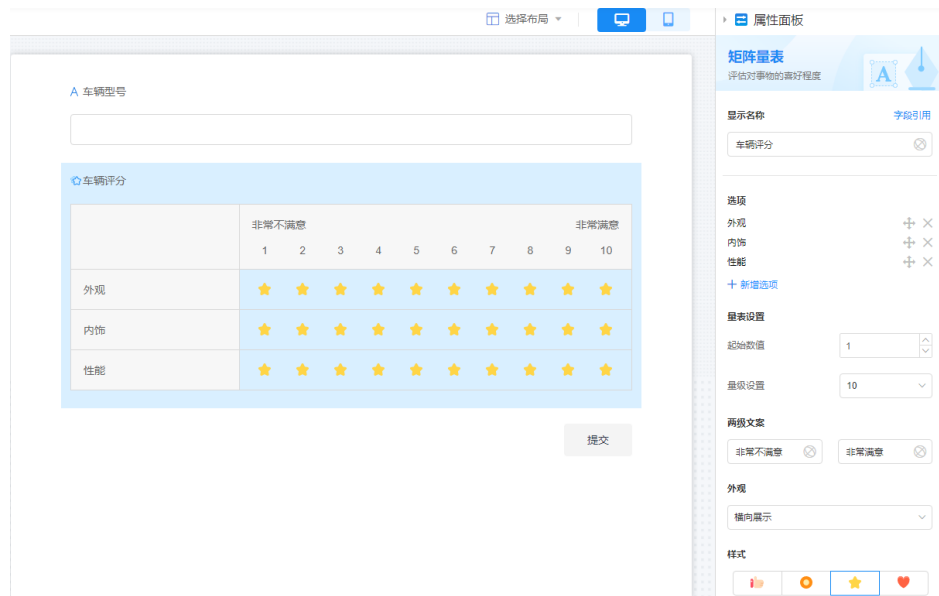 选择布局
属性面板
矩阵量表
评估对事物的喜好程度
A
A 车辆型号
显示名称 字段引用
车辆评分
车辆评分
非常不满意 非常满意
1 2 3 4 5 6 7 8 9 10
外观
内饰
性能
提交
选项
外观
内饰
性能
新增选项
量表设置
起始数值 1
量级设置 10
两级文案
非常不满意 非常满意
外观
横向展示
样式